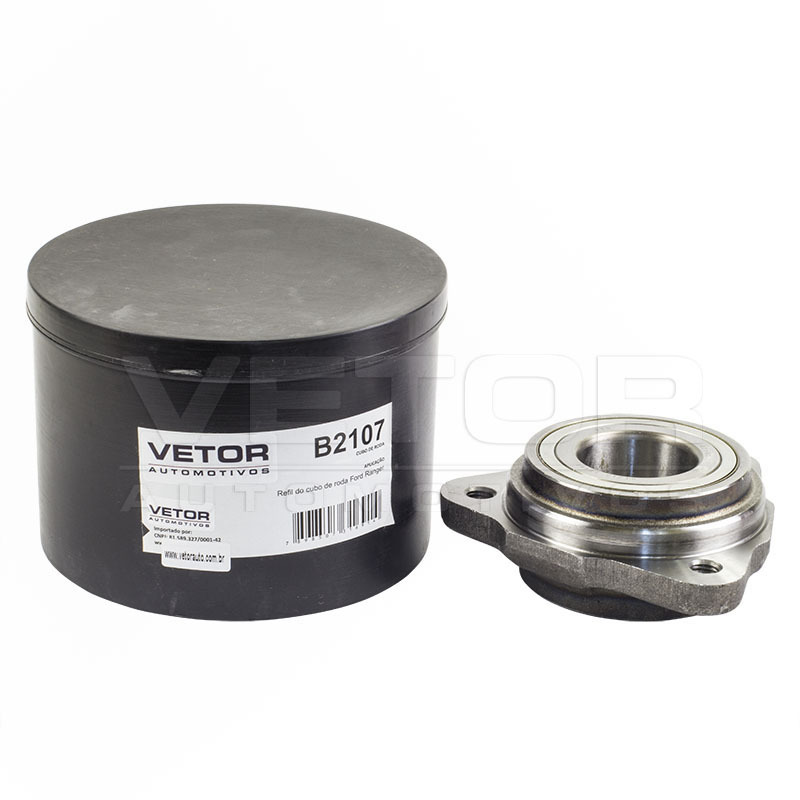 VETOR
AUTOMOTIVOS
B2107
CUBO DE RODA
APLICAÇÃO
Refil do cubo de roda Ford Ranger
VETOR
AUTOMOTIVOS
Importado por:
CNPJ: 81.589.327/0001-42
www.vetorauto.com.br
VETOR
AUTOMOTIVOS